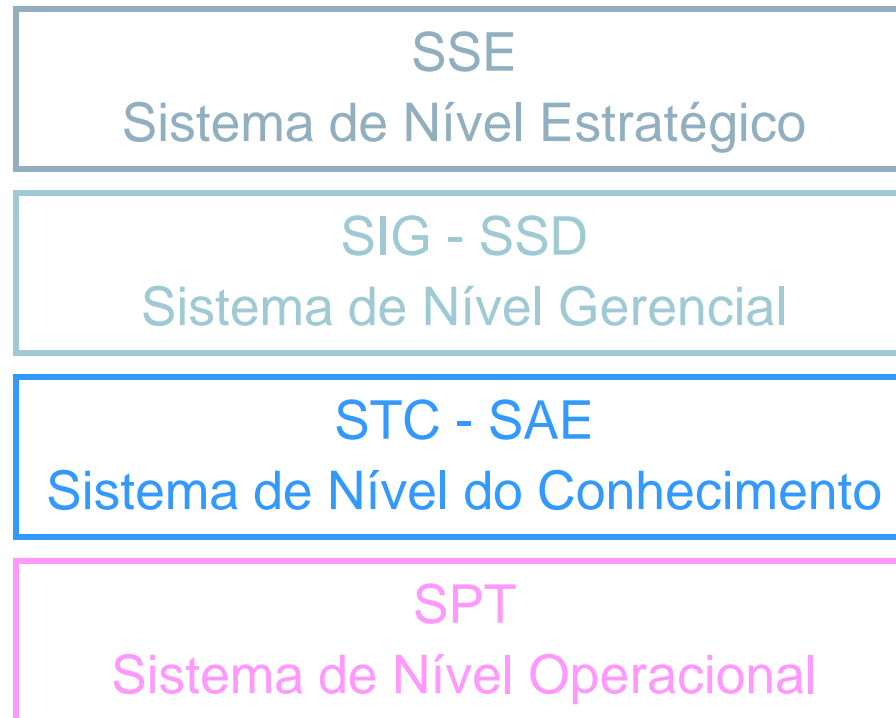 SSE
Sistema de Nível Estratégico
SIG - SSD
Sistema de Nível Gerencial
STC - SAE
Sistema de Nível do Conhecimento
SPT
Sistema de Nível Operacional